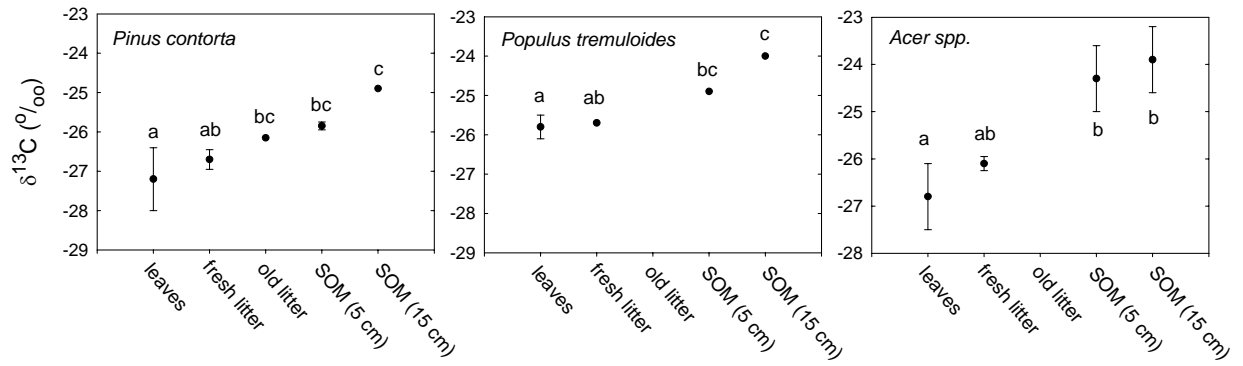 δ¹³C (⁰/₀₀)
-23
-24
-25
-26
-27
-28
-29
Pinus contorta
a
ab
bc
bc
c
leaves
fresh litter
old litter
SOM (5 cm)
SOM (15 cm)
-23
-24
-25
-26
-27
-28
-29
Populus tremuloides
a
ab
bc
c
leaves
fresh litter
old litter
SOM (5 cm)
SOM (15 cm)
-23
-24
-25
-26
-27
-28
Acer spp.
a
ab
b
b
leaves
fresh litter
old litter
SOM (5 cm)
SOM (15 cm)